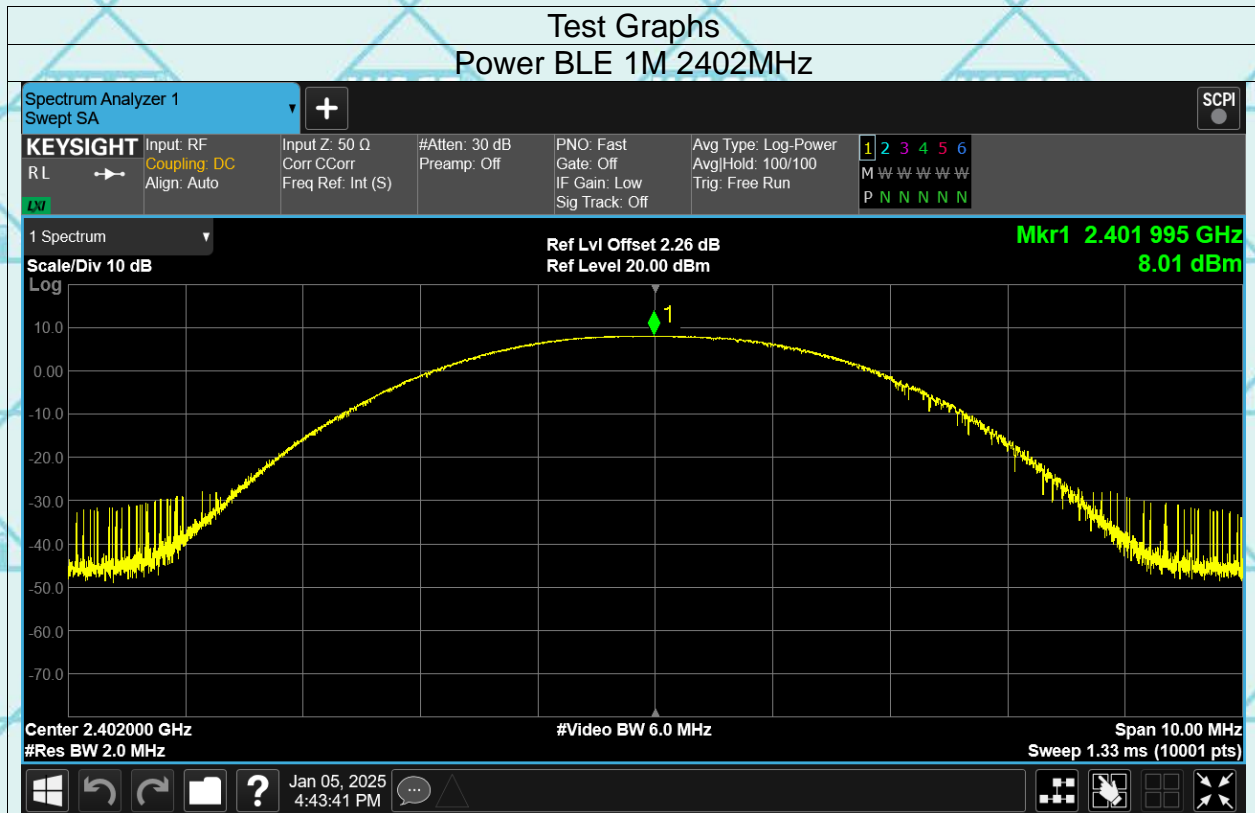 Test Graphs
Power BLE 1M 2402MHz
Spectrum Analyzer 1
Swept SA
+
SCPI
KEYSIGHT
R L
LXI
Input: RF
Coupling: DC
Align: Auto
Input Z: 50 Ω
Corr CCorr
Freq Ref: Int (S)
#Atten: 30 dB
Preamp: Off
PNO: Fast
Gate: Off
IF Gain: Low
Sig Track: Off
Avg Type: Log-Power
Avg|Hold: 100/100
Trig: Free Run
1 2 3 4 5 6
M W W W W W
P N N N N N
1 Spectrum
Scale/Div 10 dB
Ref Lvl Offset 2.26 dB
Ref Level 20.00 dBm
Mkr1 2.401 995 GHz
8.01 dBm
Log
1
10.0
0.00
-10.0
-20.0
-30.0
-40.0
-50.0
-60.0
-70.0
Center 2.402000 GHz
#Res BW 2.0 MHz
#Video BW 6.0 MHz
Span 10.00 MHz
Sweep 1.33 ms (10001 pts)
?
Jan 05, 2025
4:43:41 PM